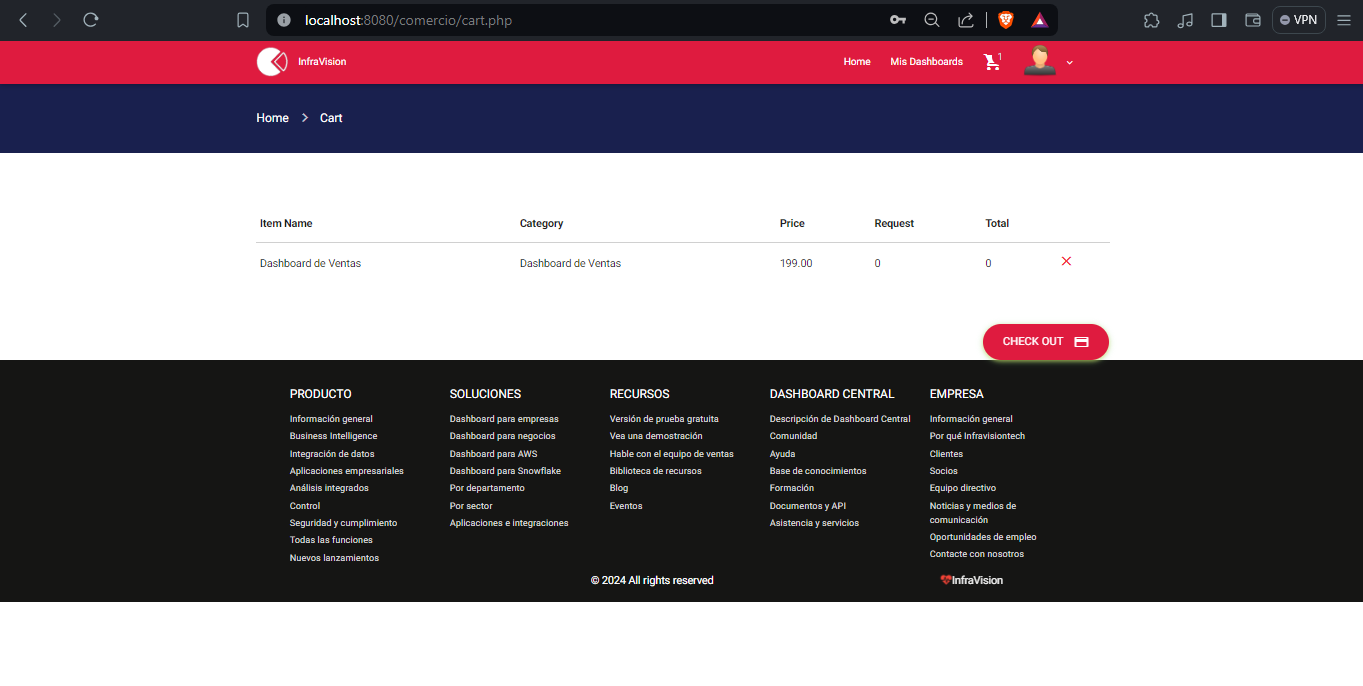 localhost:8080/comercio/cart.php
VPN
InfraVision
Home
Mis Dashboards
1
Home > Cart
Item Name Category Price Request Total
Dashboard de Ventas Dashboard de Ventas 199.00 0 0
CHECK OUT
PRODUCTO
Información general
Business Intelligence
Integración de datos
Aplicaciones empresariales
Análisis integrados
Control
Seguridad y cumplimiento
Todas las funciones
Nuevos lanzamientos
SOLUCIONES
Dashboard para empresas
Dashboard para negocios
Dashboard para AWS
Dashboard para Snowflake
Por departamento
Por sector
Aplicaciones e integraciones
RECURSOS
Versión de prueba gratuita
Vea una demostración
Hable con el equipo de ventas
Biblioteca de recursos
Blog
Eventos
DASHBOARD CENTRAL
Descripción de Dashboard Central
Comunidad
Ayuda
Base de conocimientos
Formación
Documentos y API
Asistencia y servicios
EMPRESA
Información general
Por qué Infravisiontech
Clientes
Socios
Equipo directivo
Noticias y medios de
comunicación
Oportunidades de empleo
Contacte con nosotros
© 2024 All rights reserved
InfraVision